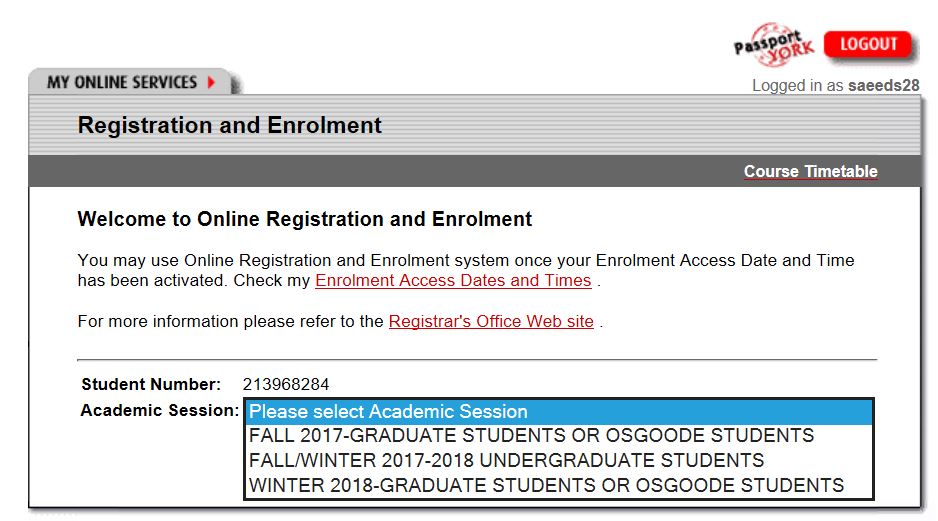 Passport YORK
LOGOUT
MY ONLINE SERVICES
Logged in as saeeds28
Registration and Enrolment
Course Timetable
Welcome to Online Registration and Enrolment
You may use Online Registration and Enrolment system once your Enrolment Access Date and Time
has been activated. Check my Enrolment Access Dates and Times .
For more information please refer to the Registrar's Office Web site .
Student Number: 213968284
Academic Session: Please select Academic Session
FALL 2017-GRADUATE STUDENTS OR OSGOODE STUDENTS
FALL/WINTER 2017-2018 UNDERGRADUATE STUDENTS
WINTER 2018-GRADUATE STUDENTS OR OSGOODE STUDENTS